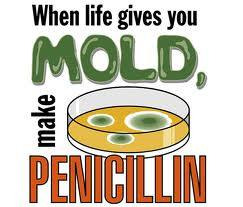 When life gives you
MOLD,
make
PENICILLIN